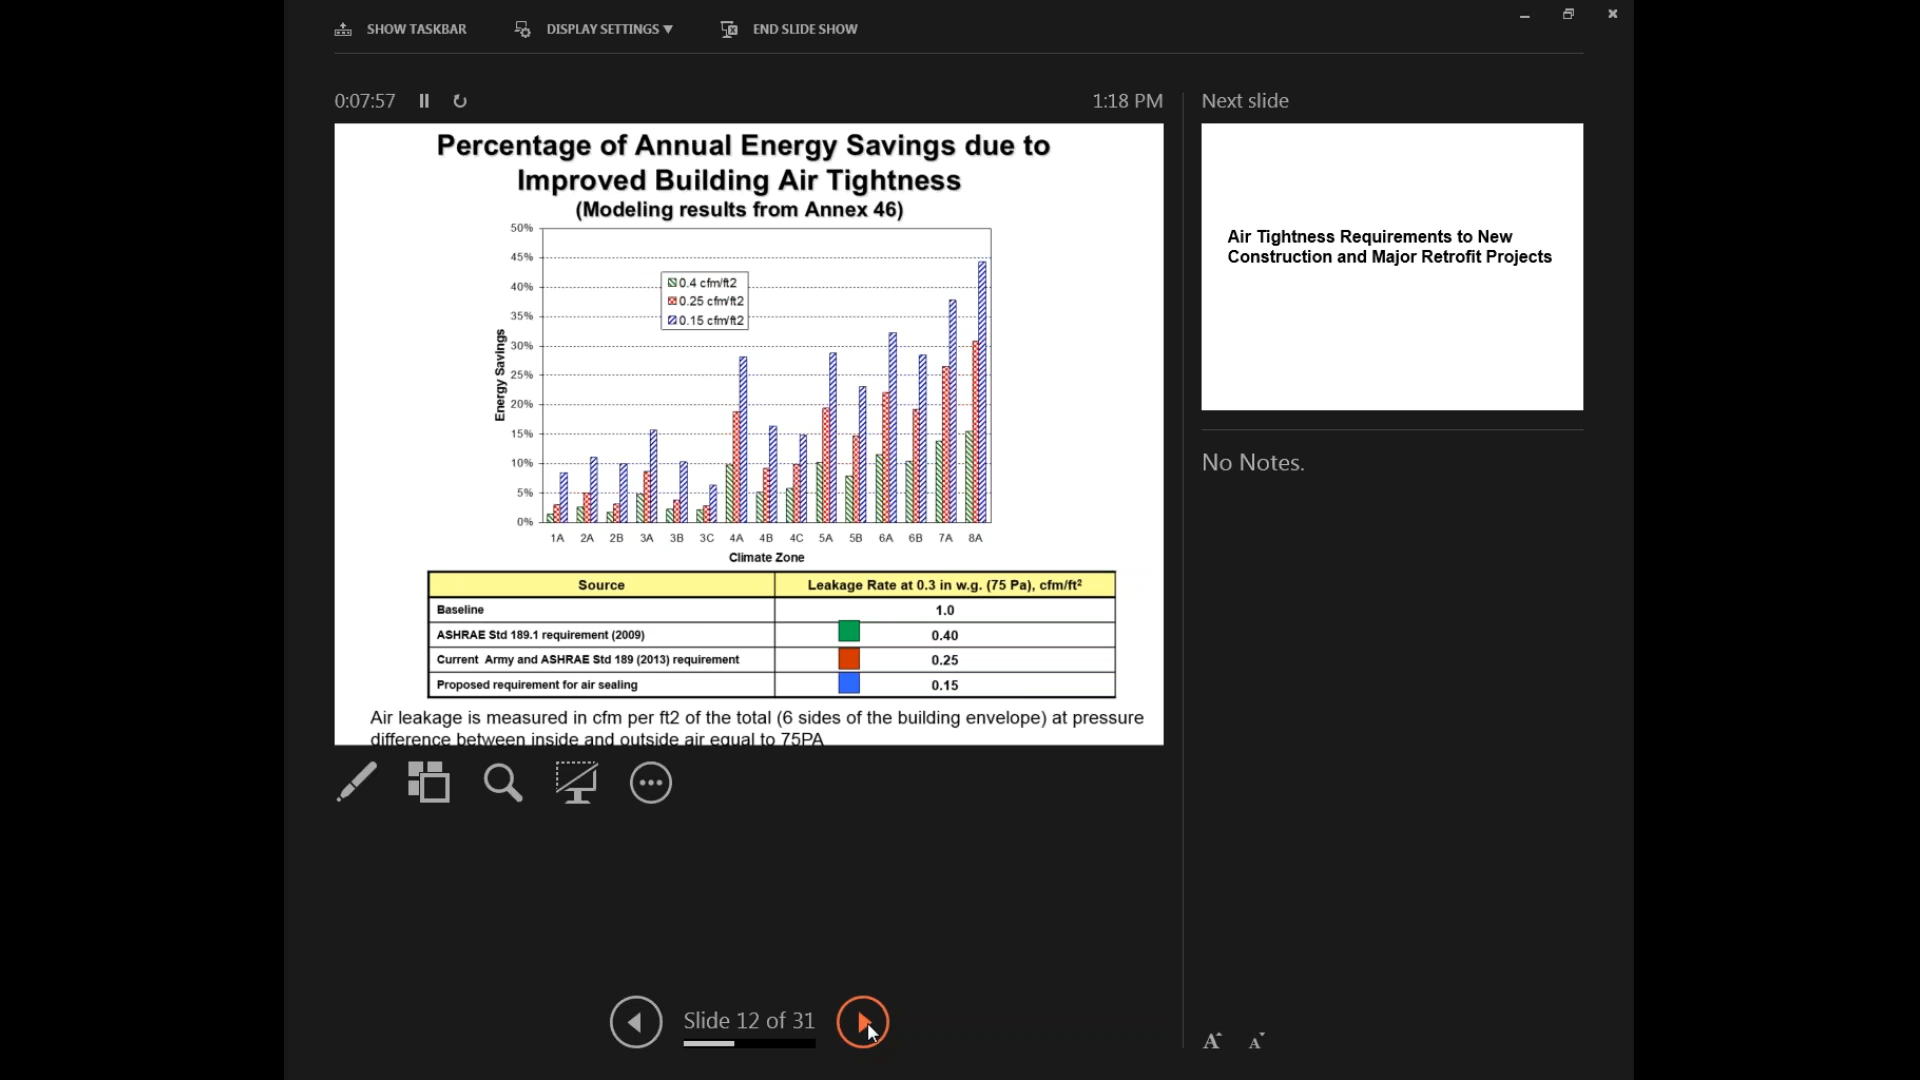 SHOW TASKBAR
DISPLAY SETTINGS ▼
END SLIDE SHOW
0:07:57
1:18 PM
Next slide
Percentage of Annual Energy Savings due to
Improved Building Air Tightness
(Modeling results from Annex 46)
50%
45%
40%
35%
30%
25%
20%
15%
10%
5%
0%
Energy Savings
0.4 cfm/ft2
0.25 cfm/ft2
0.15 cfm/ft2
1A 2A 2B 3A 3B 3C 4A 4B 4C 5A 5B 6A 6B 7A 8A
Climate Zone
Source Leakage Rate at 0.3 in w.g. (75 Pa), cfm/ft²
Baseline 1.0
ASHRAE Std 189.1 requirement (2009) 0.40
Current Army and ASHRAE Std 189 (2013) requirement 0.25
Proposed requirement for air sealing 0.15
Air leakage is measured in cfm per ft2 of the total (6 sides of the building envelope) at pressure
difference between inside and outside air equal to 75PA
Air Tightness Requirements to New
Construction and Major Retrofit Projects
No Notes.
Slide 12 of 31
A A